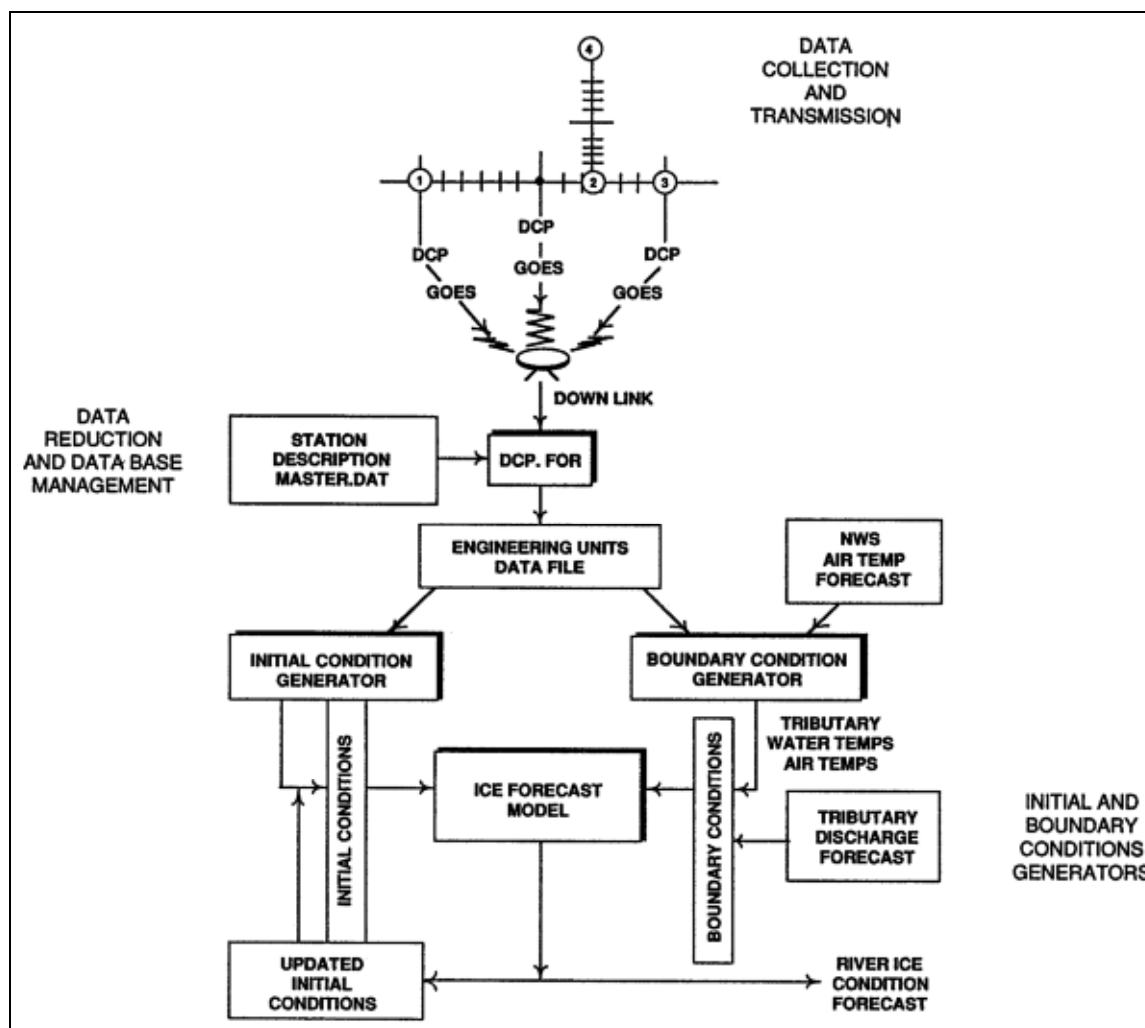 4
DATA
COLLECTION
AND
TRANSMISSION
1
2
3
DCP
DCP
DCP
GOES
GOES
GOES
DOWN LINK
DATA
REDUCTION
AND DATA BASE
MANAGEMENT
STATION
DESCRIPTION
MASTER.DAT
DCP. FOR
ENGINEERING UNITS
DATA FILE
NWS
AIR TEMP
FORECAST
INITIAL CONDITION
GENERATOR
BOUNDARY CONDITION
GENERATOR
TRIBUTARY
WATER TEMPS
AIR TEMPS
INITIAL CONDITIONS
ICE FORECAST
MODEL
BOUNDARY CONDITIONS
TRIBUTARY
DISCHARGE
FORECAST
INITIAL AND
BOUNDARY
CONDITIONS
GENERATORS
UPDATED
INITIAL
CONDITIONS
RIVER ICE
CONDITION
FORECAST